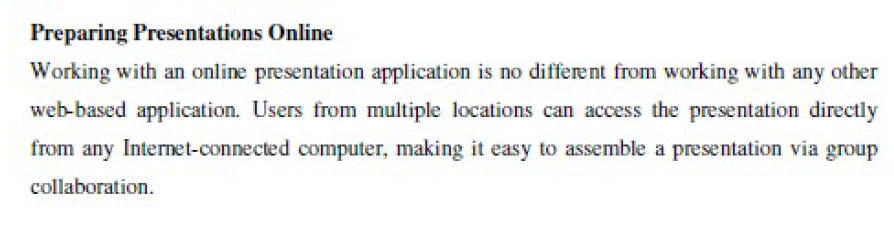 Preparing Presentations Online
Working with an online presentation application is no different from working with any other
web-based application. Users from multiple locations can access the presentation directly
from any Internet-connected computer, making it easy to assemble a presentation via group
collaboration.